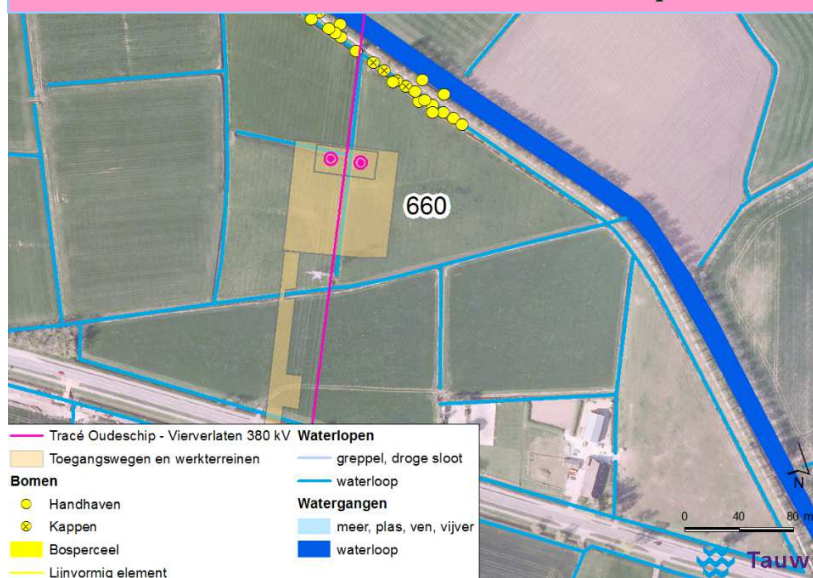 660
Tracé Oudeschip - Vierverlaten 380 kV
Toegangswegen en werkterreinen
Bomen
Handhaven
Kappen
Bosperceel
Lijnvormig element
Waterlopen
greppel, droge sloot
waterloop
Watergangen
meer, plas, ven, vijver
waterloop
N
0 40 80 m
Tauw